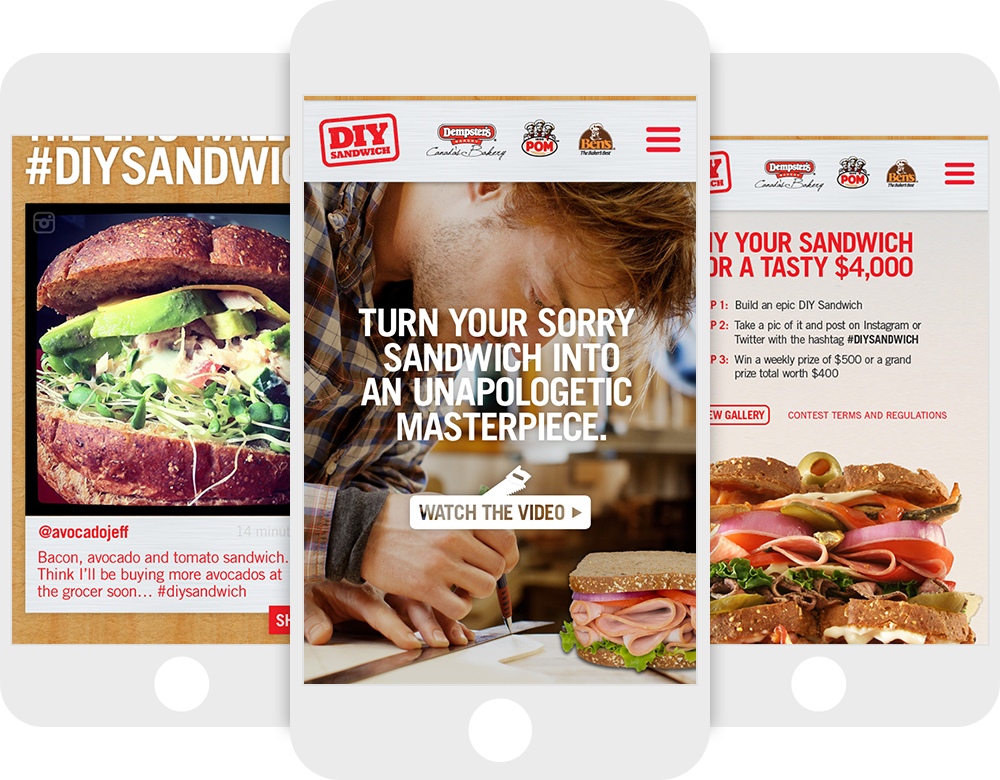 THE EPIC WALL
#DIYSANDWIC
@avocadojeff
14 minut
Bacon, avocado and tomato sandwich.
Think I'll be buying more avocados at
the grocer soon... #diysandwich
SH
DIY
SANDWICH
Dempster's
BAKERY
Canada's Bakery
POM
Ben's
The Baker's Best
TURN YOUR SORRY
SANDWICH INTO
AN UNAPOLOGETIC
MASTERPIECE.
WATCH THE VIDEO
Dempster's
BAKERY
Canada's Bakery
POM
Ben's
The Baker's Best
IY YOUR SANDWICH
OR A TASTY $4,000
P 1: Build an epic DIY Sandwich
P 2: Take a pic of it and post on Instagram or
Twitter with the hashtag #DIYSANDWICH
P 3: Win a weekly prize of $500 or a grand
prize total worth $400
EW GALLERY
CONTEST TERMS AND REGULATIONS